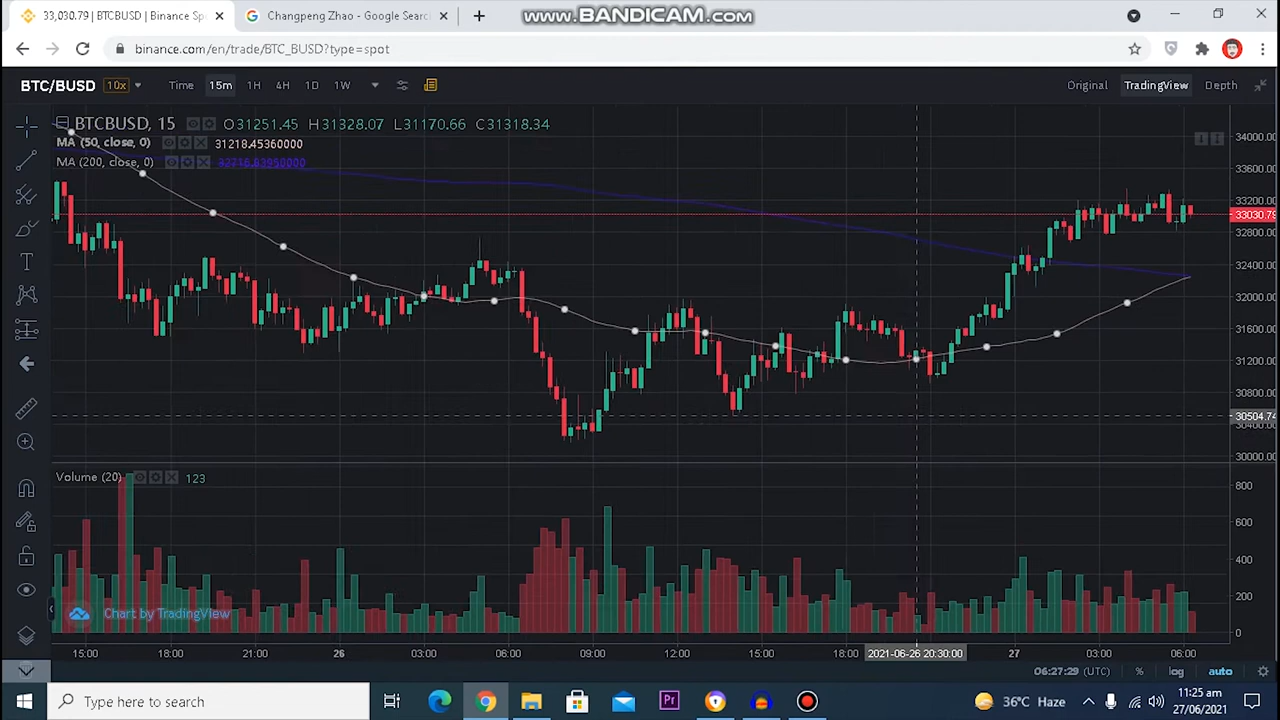 33,030.79 | BTCBUSD | Binance Sp
Changpeng Zhao - Google Searc
www.BANDICAM.com
binance.com/en/trade/BTC_BUSD?type=spot
BTC/BUSD 10x Time 15m 1H 4H 1D 1W Original TradingView Depth
BTCBUSD, 15 O31251.45 H31328.07 L31170.66 C31318.34
MA (50, close, 0) 31218.45360000
MA (200, close, 0)
34000.00
33600.00
33200.00
33030.79
32800.00
32400.00
32000.00
31600.00
31200.00
30800.00
30504.74
30400.00
30000.00
Volume (20) 123
800
600
400
200
0
Chart by TradingView
15:00 18:00 21:00 26 03:00 06:00 09:00 12:00 15:00 18:00 2021-06-26 20:30:00 27 03:00 06:00
06:27:29 (UTC) % log auto
Type here to search
Pr
36°C Haze
11:25 am
27/06/2021